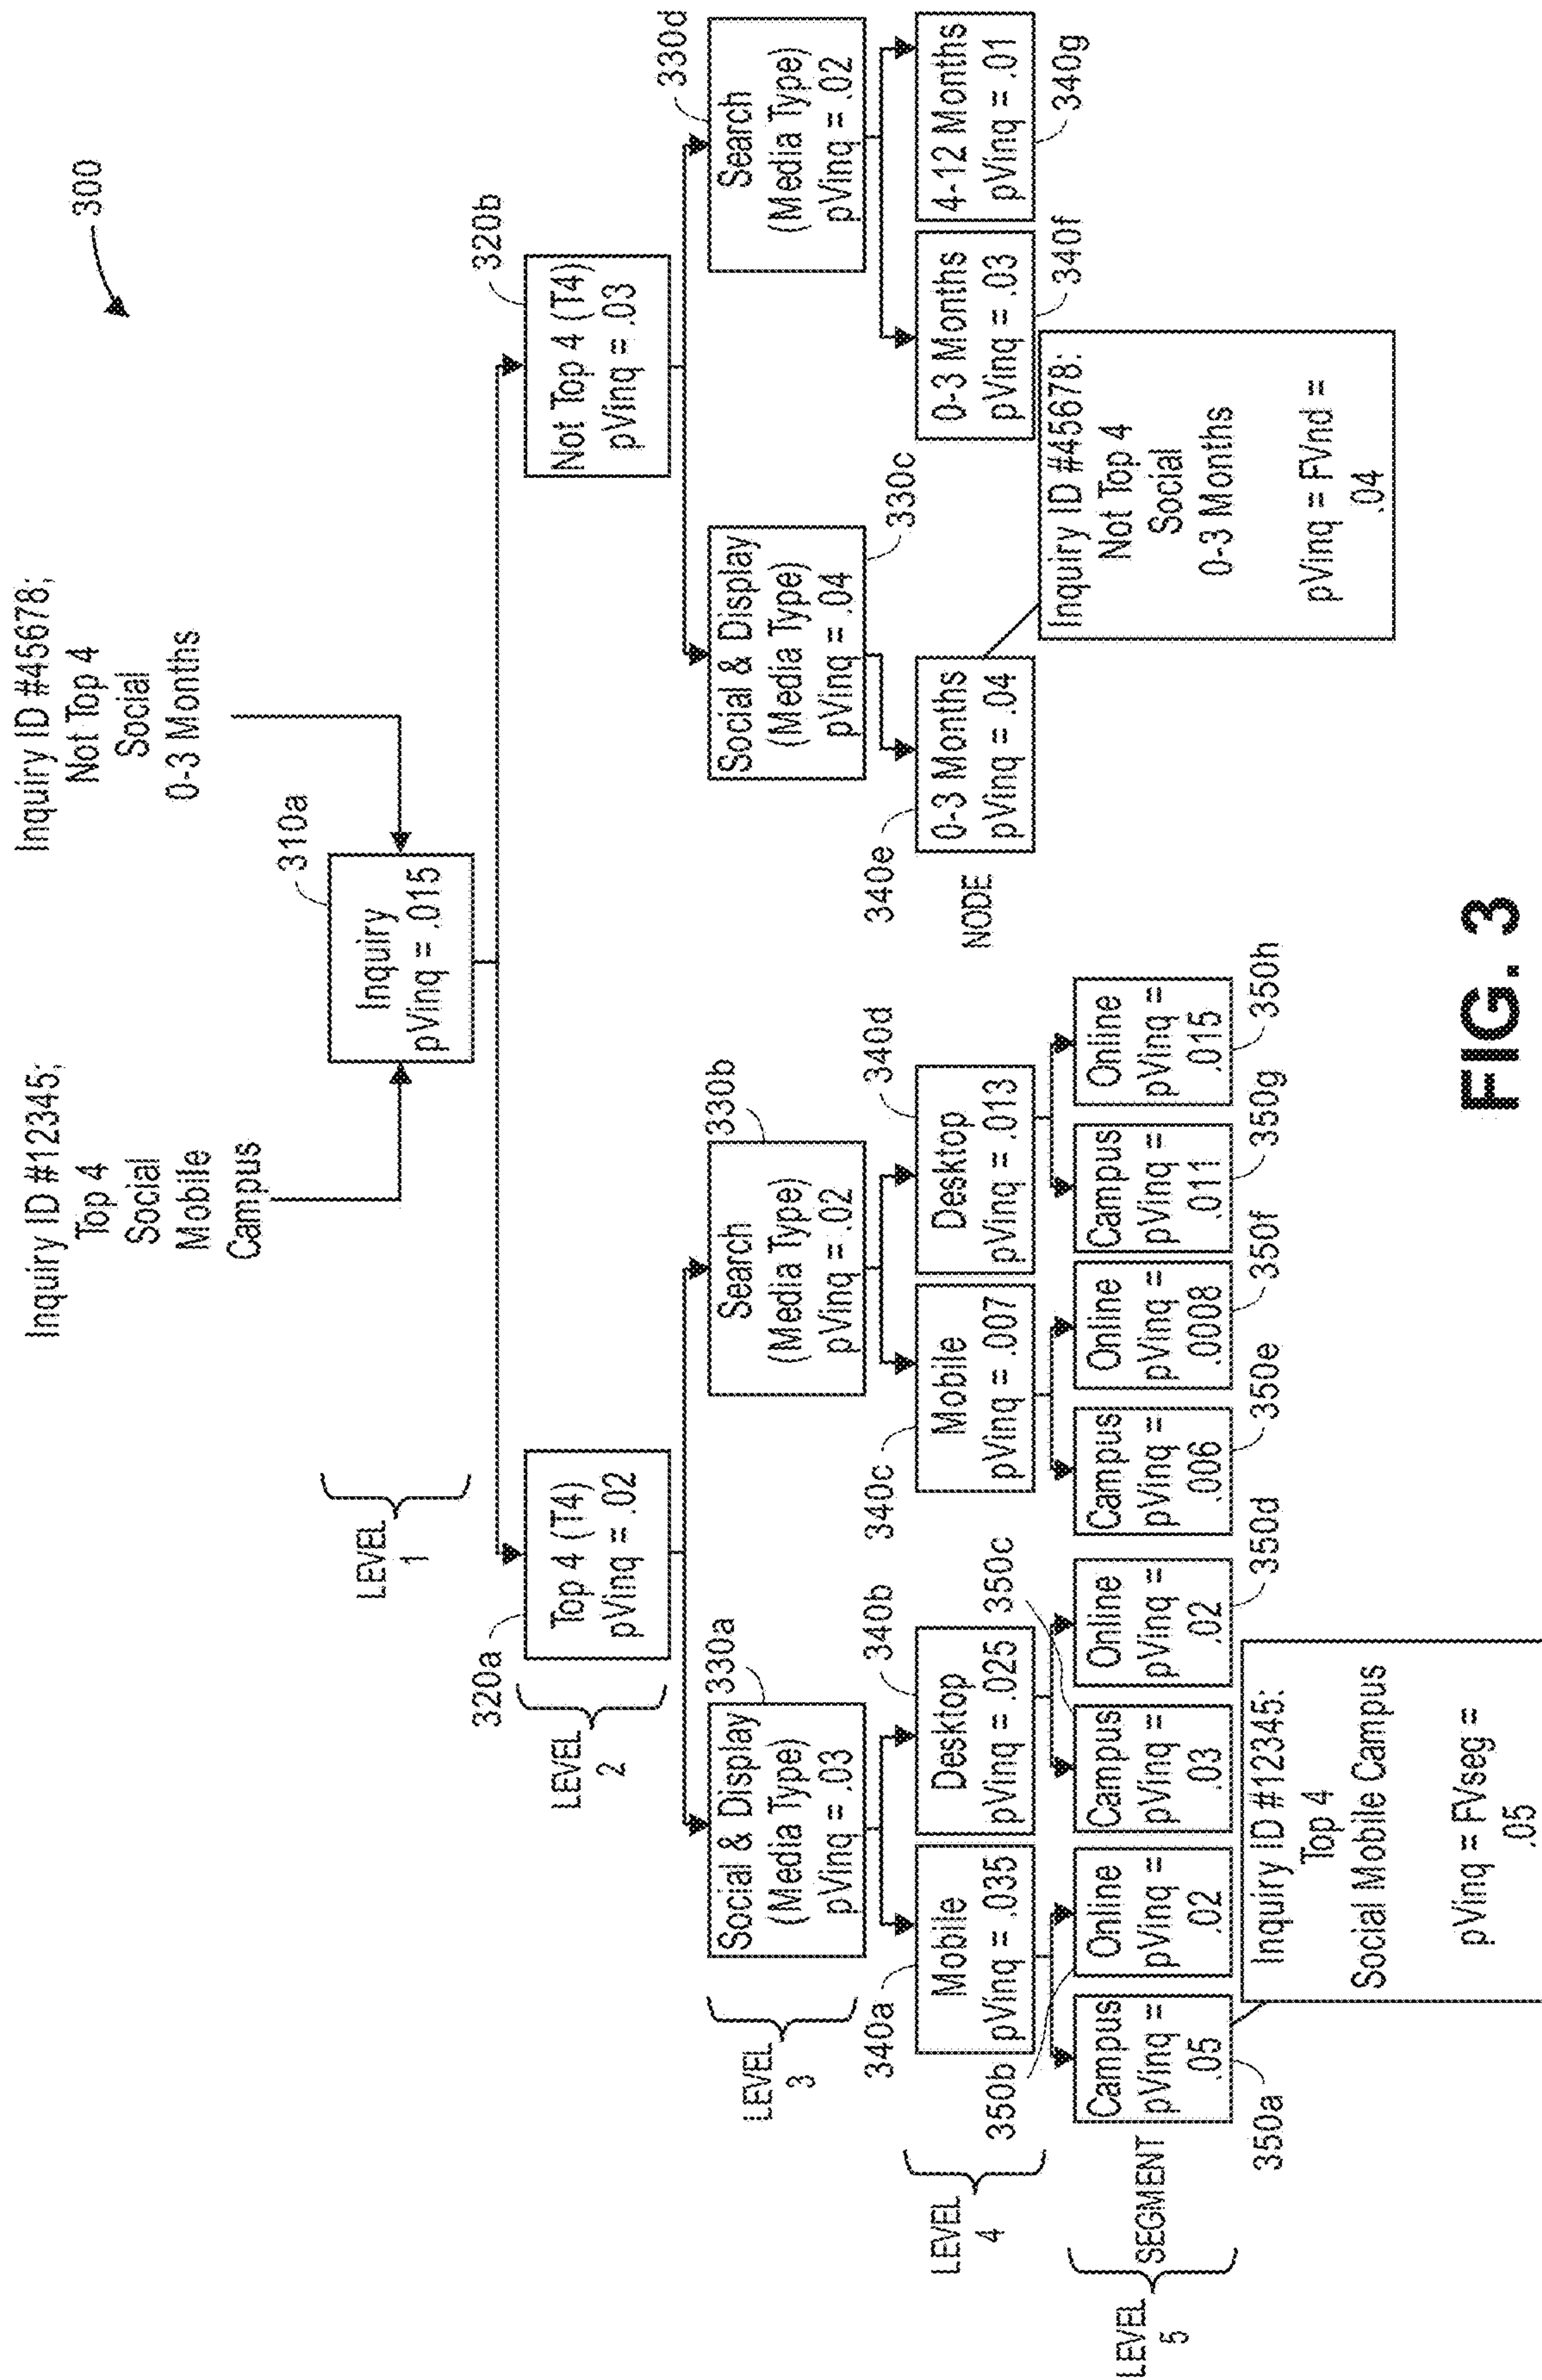 300
Inquiry ID #12345;
Top 4
Social
Mobile
Campus
Inquiry ID #45678;
Not Top 4
Social
0-3 Months
310a
Inquiry
pVinq = .015
LEVEL
1
320a
Top 4 (T4)
pVinq = .02
320b
Not Top 4 (T4)
pVinq = .03
LEVEL
2
330a
Social & Display
(Media Type)
pVinq = .03
330b
Search
(Media Type)
pVinq = .02
Social & Display
(Media Type)
pVinq = .04
330c
330d
Search
(Media Type)
pVinq = .02
LEVEL
3
340a
Mobile
pVinq = .035
340b
Desktop
pVinq = .025
340c
Mobile
pVinq = .007
340d
Desktop
pVinq = .013
340e
0-3 Months
pVinq = .04
0-3 Months
pVinq = .03
340f
4-12 Months
pVinq = .01
340g
NODE
LEVEL
4
350b
350c
Campus
pVinq =
.05
350a
Online
pVinq =
.02
Campus
pVinq =
.03
Online
pVinq =
.02
350d
Campus
pVinq =
.006
350e
Online
pVinq =
.0008
350f
Campus
pVinq =
.011
350g
Online
pVinq =
.015
350h
SEGMENT
LEVEL
5
Inquiry ID #12345:
Top 4
Social Mobile Campus
pVinq = FVseg =
.05
Inquiry ID #45678:
Not Top 4
Social
0-3 Months
pVinq = FVnd =
.04
FIG. 3